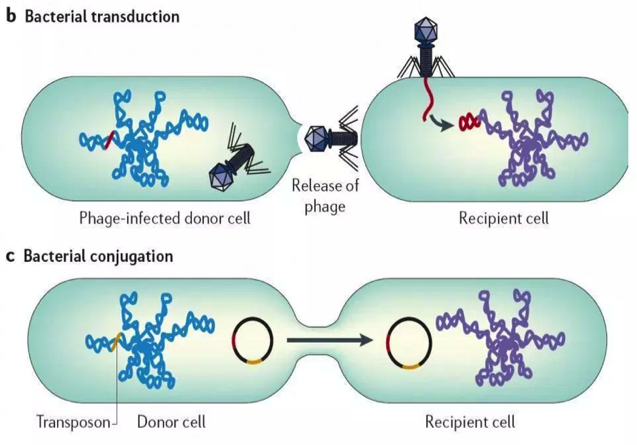 b Bacterial transduction
Release of
phage
Phage-infected donor cell
Recipient cell
c Bacterial conjugation
Transposon
Donor cell
Recipient cell